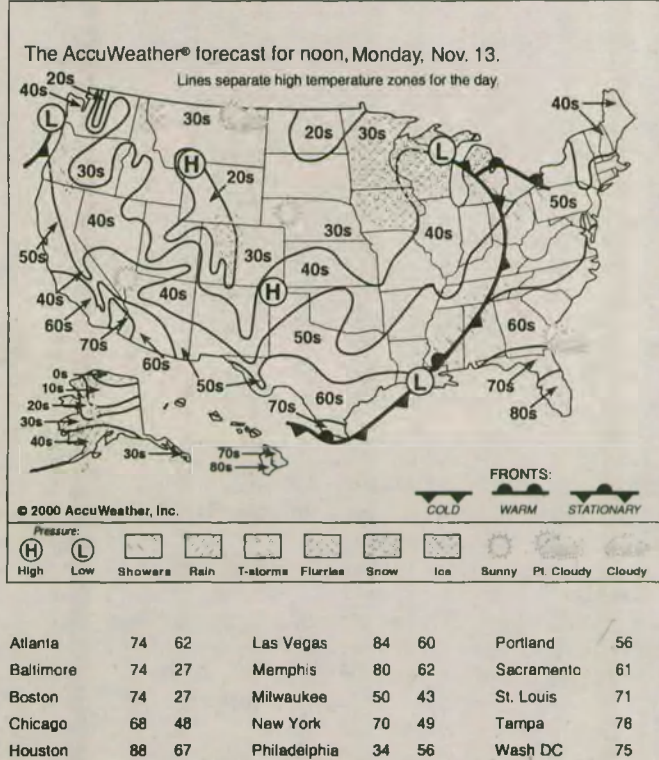 The AccuWeather® forecast for noon, Monday, Nov. 13.
Lines separate high temperature zones for the day.
20s
40s
L
30s
20s
30s
L
40s
30s
H
20s
50s
40s
30s
30s
40s
50s
H
40s
40s
40s
50s
60s
60s
70s
60s
50s
60s
L
70s
80s
70s
0s
10s
20s
30s
40s
30s
70s
80s
FRONTS:
COLD WARM STATIONARY
© 2000 AccuWeather, Inc.
Pressure:
H L
High Low Showers Rain T-storms Flurries Snow Ice Sunny Pt. Cloudy Cloudy
Atlanta 74 62 Las Vegas 84 60 Portland 56
Baltimore 74 27 Memphis 80 62 Sacramento 61
Boston 74 27 Milwaukee 50 43 St. Louis 71
Chicago 68 48 New York 70 49 Tampa 78
Houston 88 67 Philadelphia 34 56 Wash DC 75